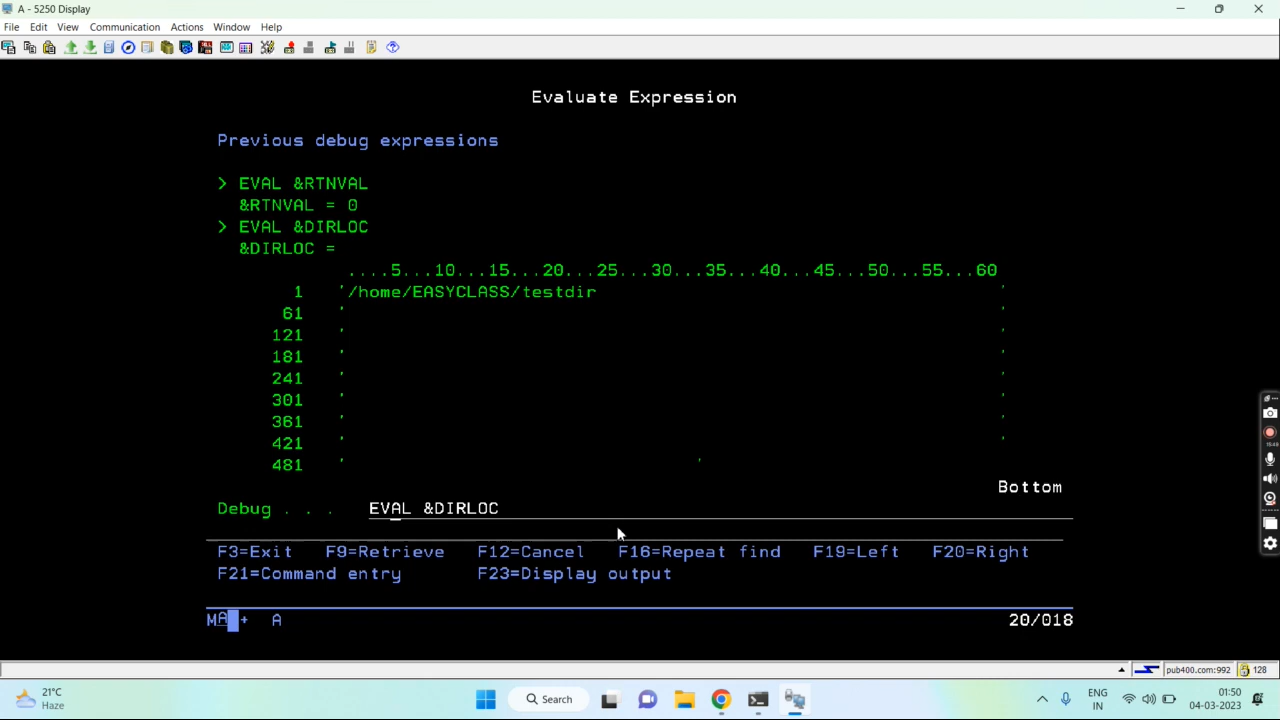 A - 5250 Display
File Edit View Communication Actions Window Help
Evaluate Expression
Previous debug expressions
> EVAL &RTNVAL
&RTNVAL = 0
> EVAL &DIRLOC
&DIRLOC =
....5...10...15...20...25...30...35...40...45...50...55...60
1 '/home/EASYCLASS/testdir '
61 ' '
121 ' '
181 ' '
241 ' '
301 ' '
361 ' '
421 ' '
481 ' '
Bottom
Debug . . . EVAL &DIRLOC
F3=Exit F9=Retrieve F12=Cancel F16=Repeat find F19=Left F20=Right
F21=Command entry F23=Display output
MA + A 20/018
pub400.com:992 128
21°C
Haze
Search
ENG
IN
01:50
04-03-2023